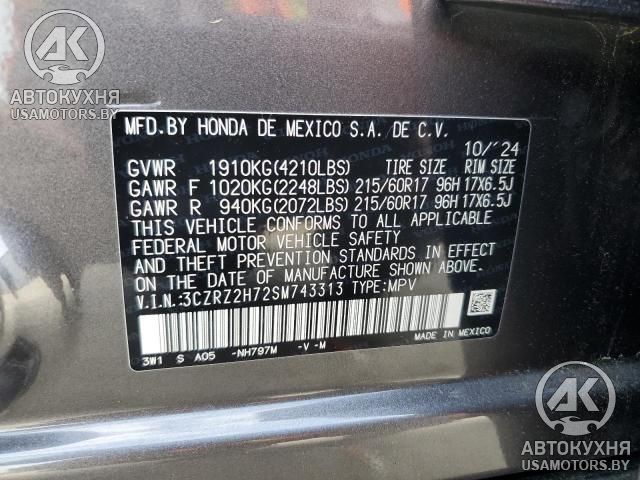 AK
АВТОКУХНЯ
USAMOTORS.BY
MFD.BY HONDA DE MEXICO S.A. DE C.V.
10/'24
GVWR 1910KG(4210LBS) TIRE SIZE RIM SIZE
GAWR F 1020KG(2248LBS) 215/60R17 96H 17X6.5J
GAWR R 940KG(2072LBS) 215/60R17 96H 17X6.5J
THIS VEHICLE CONFORMS TO ALL APPLICABLE
FEDERAL MOTOR VEHICLE SAFETY
AND THEFT PREVENTION STANDARDS IN EFFECT
ON THE DATE OF MANUFACTURE SHOWN ABOVE.
V.I.N.:3CZRZ2H72SM743313 TYPE:MPV
3W1 S A05 -NH797M -V -M MADE IN MEXICO
AK
АВТОКУХНЯ
USAMOTORS.BY